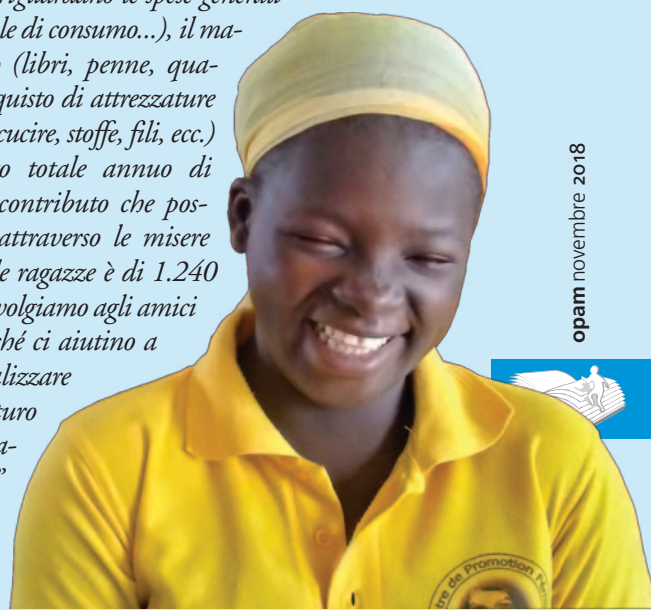 riguardano le spese generali
le di consumo...), il ma-
(libri, penne, qua-
quisto di attrezzature
cucire, stoffe, fili, ecc.)
totale annuo di
contributo che pos-
attraverso le misere
le ragazze è di 1.240
volgiamo agli amici
ché ci aiutino a
lizzare
turo
a-
”
opam novembre 2018
de Promotion